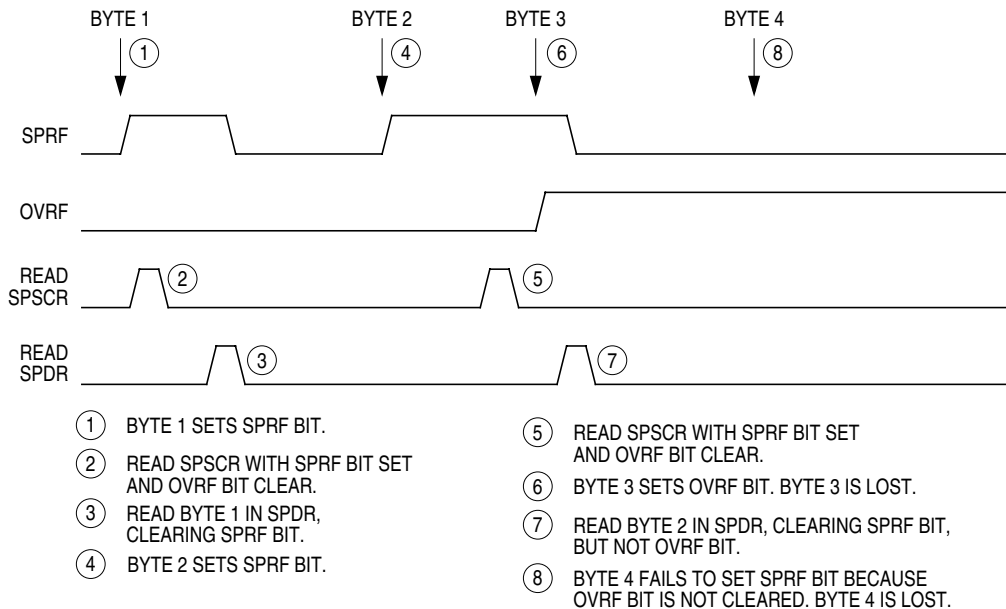 BYTE 1 BYTE 2 BYTE 3 BYTE 4
1 4 6 8
SPRF
OVRF
READ
SPSCR
2 5
READ
SPDR
3 7
1 BYTE 1 SETS SPRF BIT.
2 READ SPSCR WITH SPRF BIT SET
AND OVRF BIT CLEAR.
3 READ BYTE 1 IN SPDR,
CLEARING SPRF BIT.
4 BYTE 2 SETS SPRF BIT.
5 READ SPSCR WITH SPRF BIT SET
AND OVRF BIT CLEAR.
6 BYTE 3 SETS OVRF BIT. BYTE 3 IS LOST.
7 READ BYTE 2 IN SPDR, CLEARING SPRF BIT,
BUT NOT OVRF BIT.
8 BYTE 4 FAILS TO SET SPRF BIT BECAUSE
OVRF BIT IS NOT CLEARED. BYTE 4 IS LOST.